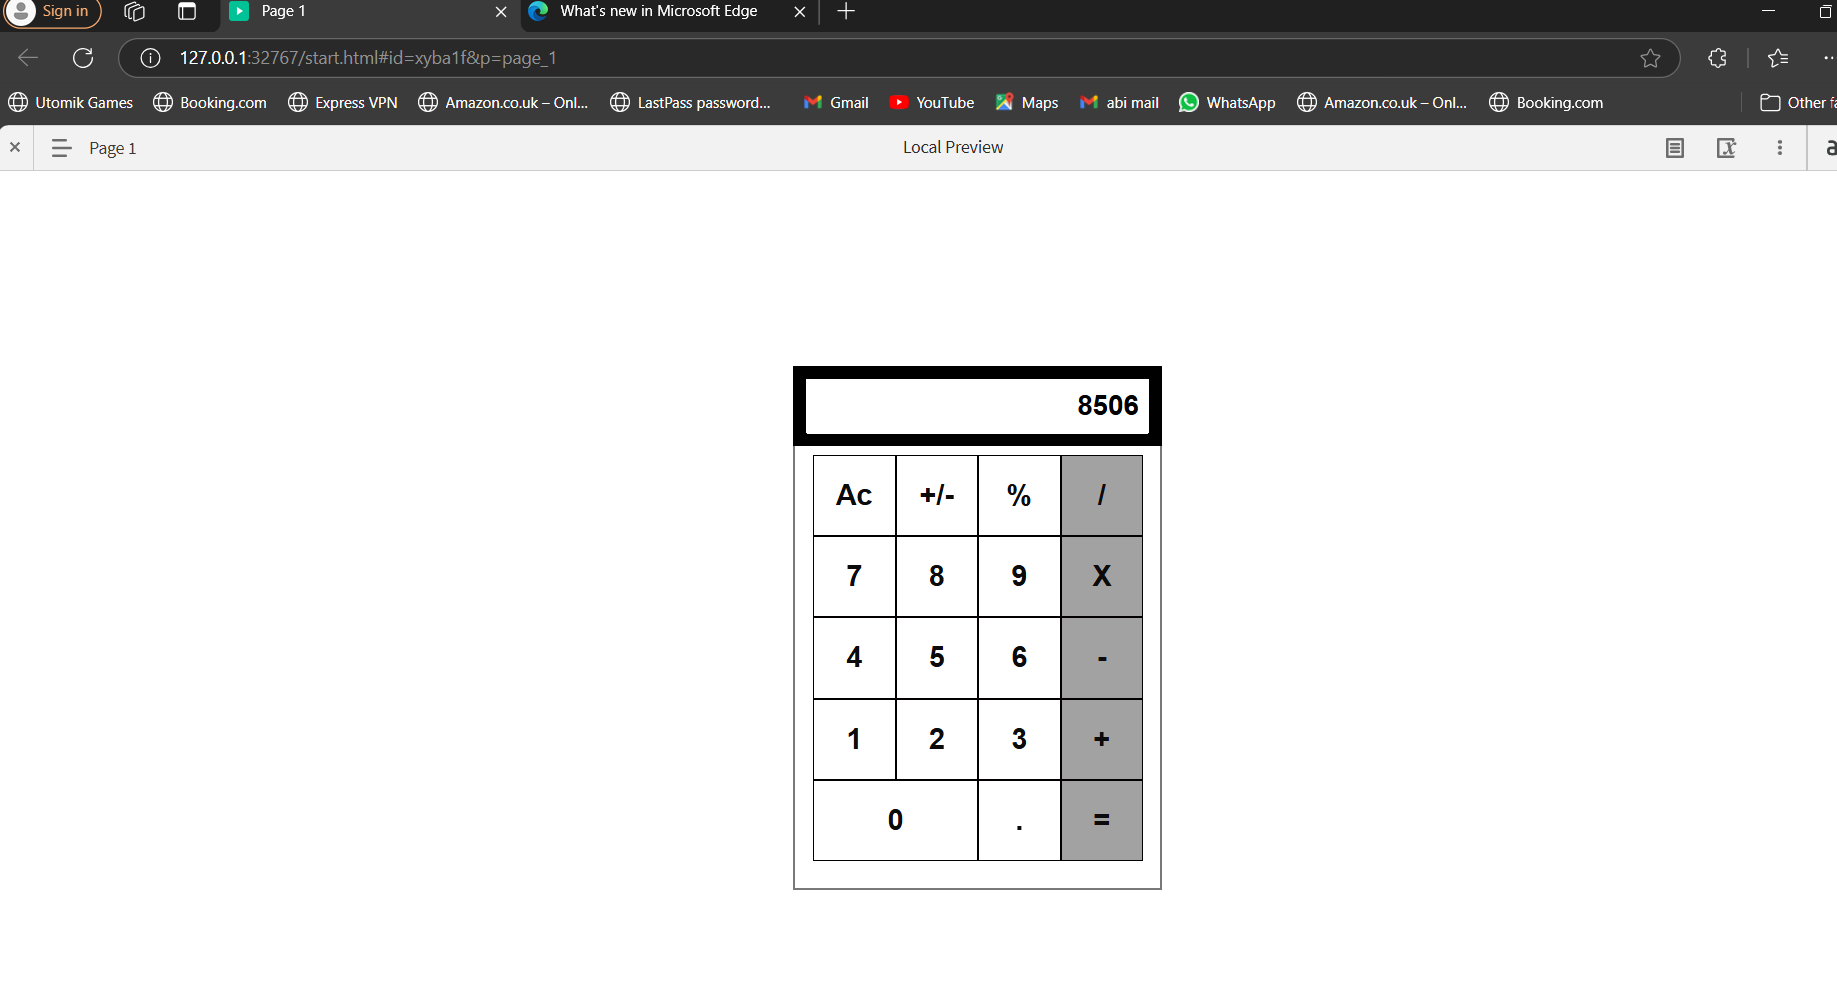 Sign in
Page 1
What's new in Microsoft Edge
127.0.0.1:32767/start.html#id=xyba1f&p=page_1
Utomik Games Booking.com Express VPN Amazon.co.uk – Onl... LastPass password... Gmail YouTube Maps abi mail WhatsApp Amazon.co.uk – Onl... Booking.com Other fa
Page 1 Local Preview
8506
Ac +/- % /
7 8 9 X
4 5 6 -
1 2 3 +
0 . =